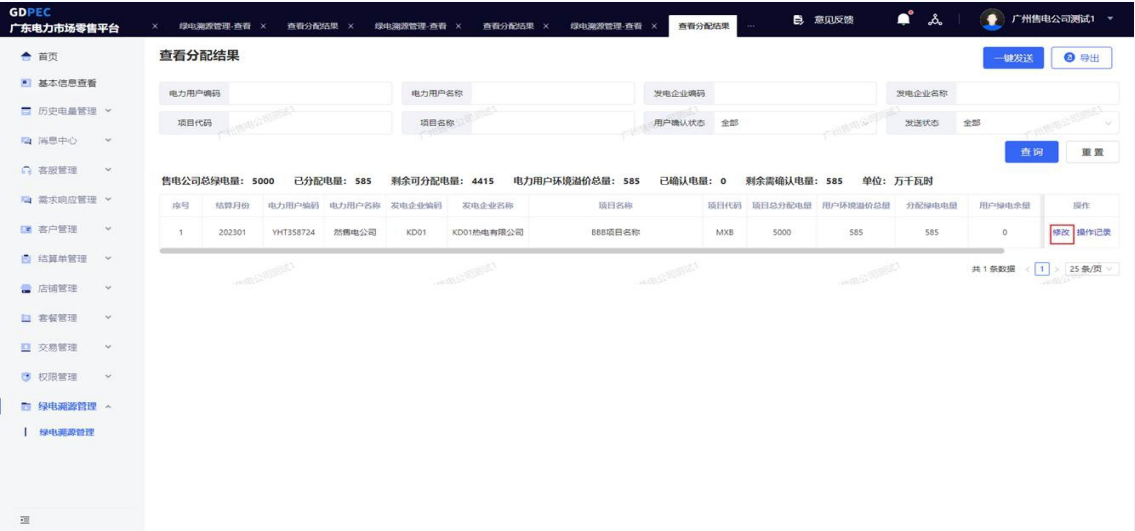 GDPEC
广东电力市场零售平台
× 绿电溯源管理-查看 × 查看分配结果 × 绿电溯源管理-查看 × 查看分配结果 × 绿电溯源管理-查看 × 查看分配结果 ··· 意见反馈 广州售电公司测试1
首页
基本信息查看
历史电量管理
消息中心
客服管理
需求响应管理
客户管理
结算单管理
店铺管理
套餐管理
交易管理
权限管理
绿电溯源管理
绿电溯源管理
查看分配结果
一键发送 导出
电力用户编码 电力用户名称 发电企业编码 发电企业名称
项目代码 项目名称 用户确认状态 全部 发送状态 全部
查询 重置
售电公司总绿电量: 5000 已分配电量: 585 剩余可分配电量: 4415 电力用户环境溢价总量: 585 已确认电量: 0 剩余需确认电量: 585 单位: 万千瓦时
序号 结算月份 电力用户编码 电力用户名称 发电企业编码 发电企业名称 项目名称 项目代码 项目总分配电量 用户环境溢价总量 分配绿电电量 用户绿电余量 操作
1 202301 YHT358724 然售电公司 KD01 KD01热电有限公司 BBB项目名称 MXB 5000 585 585 0 修改 操作记录
共 1 条数据 < 1 > 25 条/页
广州售电公司测试1